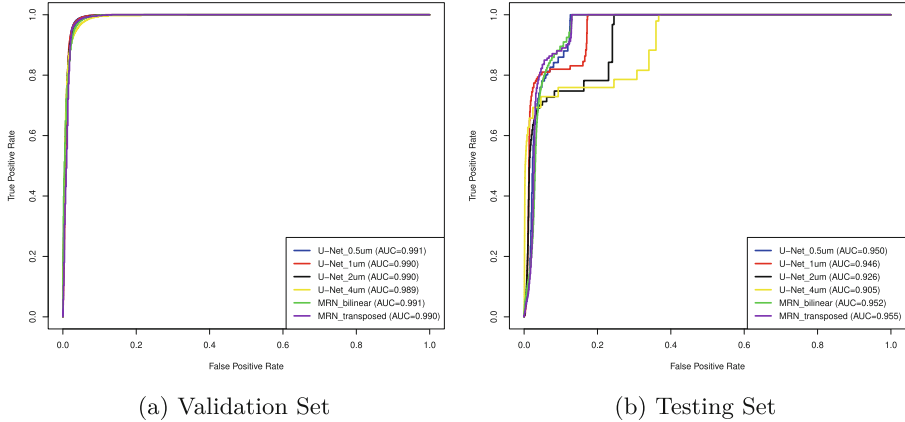 True Positive Rate
1.0
0.8
0.6
0.4
0.2
0.0
U-Net_0.5um (AUC=0.991)
U-Net_1um (AUC=0.990)
U-Net_2um (AUC=0.990)
U-Net_4um (AUC=0.989)
MRN_bilinear (AUC=0.991)
MRN_transposed (AUC=0.990)
0.0 0.2 0.4 0.6 0.8 1.0
False Positive Rate
(a) Validation Set
True Positive Rate
1.0
0.8
0.6
0.4
0.2
0.0
U-Net_0.5um (AUC=0.950)
U-Net_1um (AUC=0.946)
U-Net_2um (AUC=0.926)
U-Net_4um (AUC=0.905)
MRN_bilinear (AUC=0.952)
MRN_transposed (AUC=0.955)
0.0 0.2 0.4 0.6 0.8 1.0
False Positive Rate
(b) Testing Set